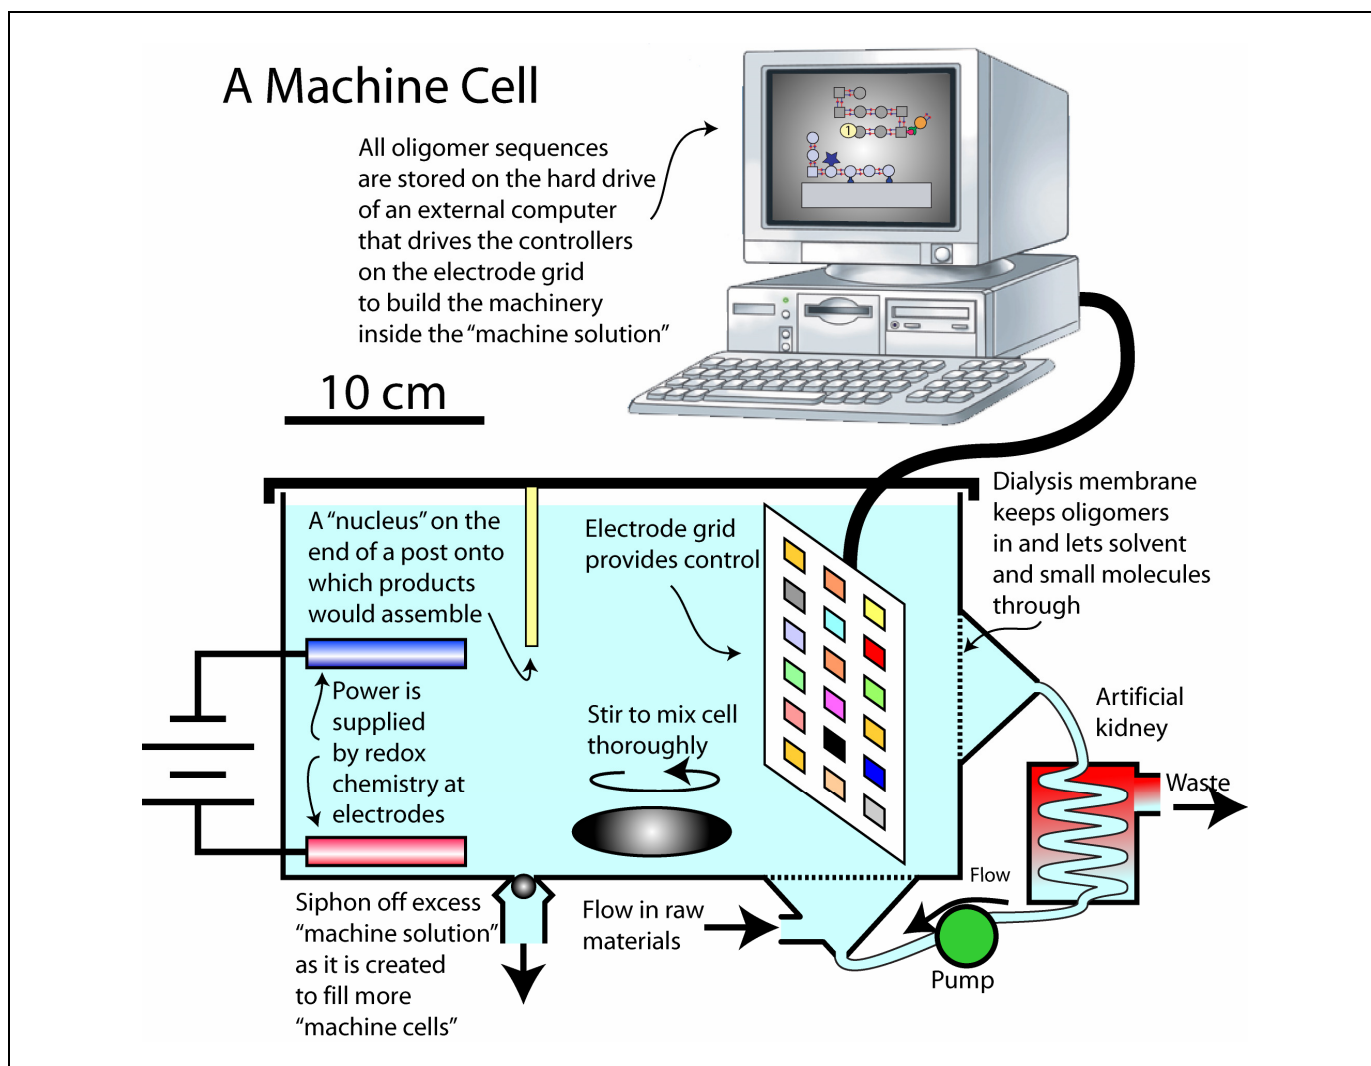 A Machine Cell
All oligomer sequences
are stored on the hard drive
of an external computer
that drives the controllers
on the electrode grid
to build the machinery
inside the “machine solution”
1
10 cm
A “nucleus” on the
end of a post onto
which products
would assemble
Electrode grid
provides control
Dialysis membrane
keeps oligomers
in and lets solvent
and small molecules
through
Power is
supplied
by redox
chemistry at
electrodes
Stir to mix cell
thoroughly
Artificial
kidney
Waste
Flow
Siphon off excess
“machine solution”
as it is created
to fill more
“machine cells”
Flow in raw
materials
Pump